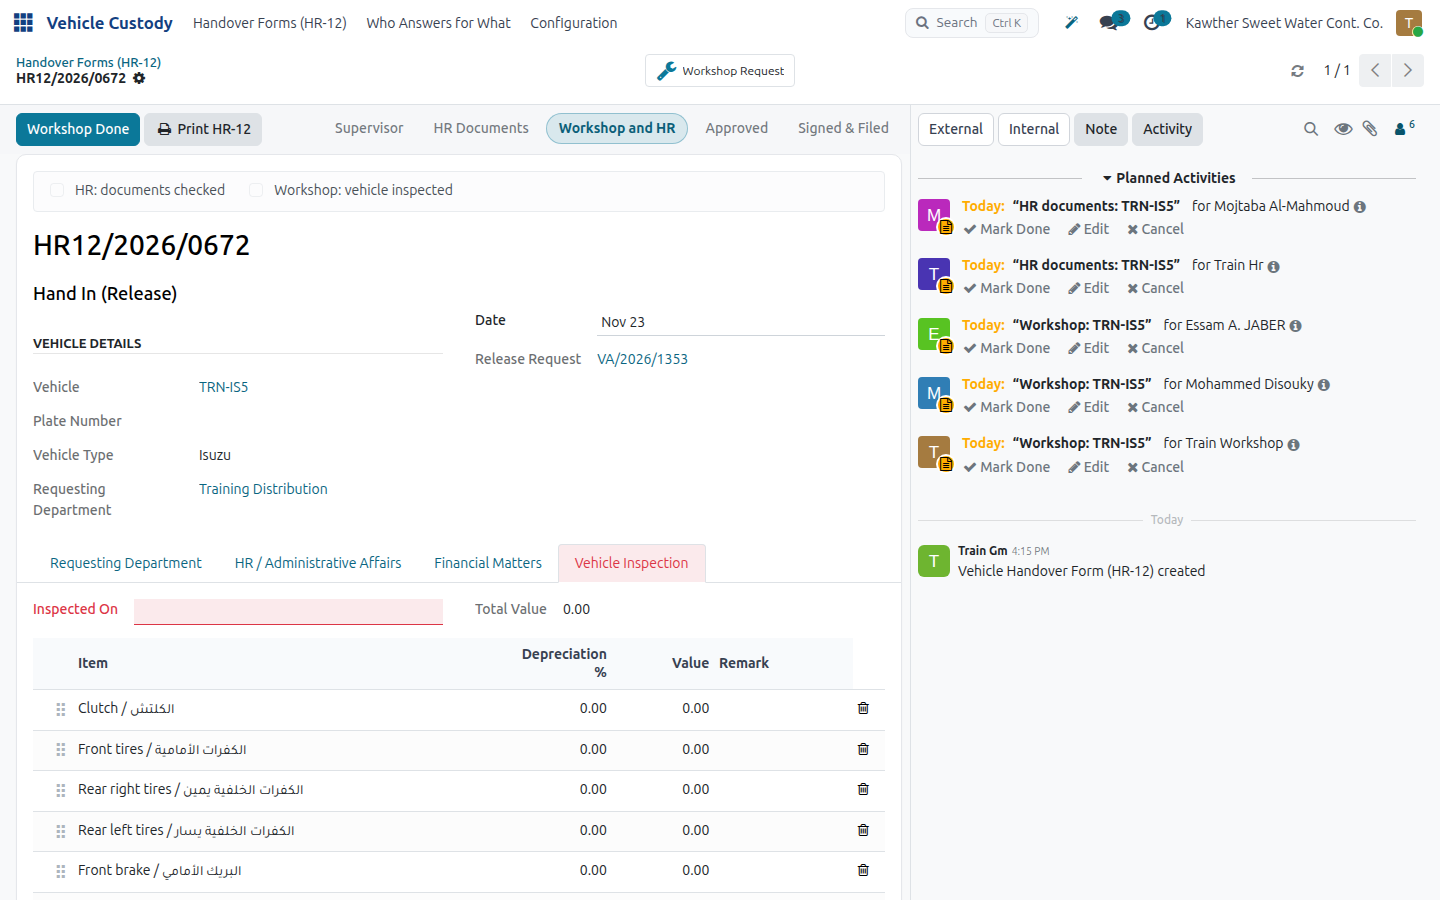 Vehicle Custody
Handover Forms (HR-12)
Who Answers for What
Configuration
Search
Ctrl K
Kawther Sweet Water Cont. Co.
T
Handover Forms (HR-12)
HR12/2026/0672
Workshop Request
1 / 1
Workshop Done
Print HR-12
Supervisor
HR Documents
Workshop and HR
Approved
Signed & Filed
External
Internal
Note
Activity
6
HR: documents checked
Workshop: vehicle inspected
HR12/2026/0672
Hand In (Release)
Date
Nov 23
Release Request
VA/2026/1353
VEHICLE DETAILS
Vehicle
TRN-IS5
Plate Number
Vehicle Type
Isuzu
Requesting Department
Training Distribution
Requesting Department
HR / Administrative Affairs
Financial Matters
Vehicle Inspection
Inspected On
Total Value
0.00
Item
Depreciation %
Value
Remark
Clutch / الكلتش
0.00
0.00
Front tires / الكفرات الأمامية
0.00
0.00
Rear right tires / الكفرات الخلفية يمين
0.00
0.00
Rear left tires / الكفرات الخلفية يسار
0.00
0.00
Front brake / البريك الأمامي
0.00
0.00
Planned Activities
M
Today: “HR documents: TRN-IS5” for Mojtaba Al-Mahmoud
Mark Done Edit Cancel
T
Today: “HR documents: TRN-IS5” for Train Hr
Mark Done Edit Cancel
E
Today: “Workshop: TRN-IS5” for Essam A. JABER
Mark Done Edit Cancel
M
Today: “Workshop: TRN-IS5” for Mohammed Disouky
Mark Done Edit Cancel
T
Today: “Workshop: TRN-IS5” for Train Workshop
Mark Done Edit Cancel
Today
T
Train Gm 4:15 PM
Vehicle Handover Form (HR-12) created